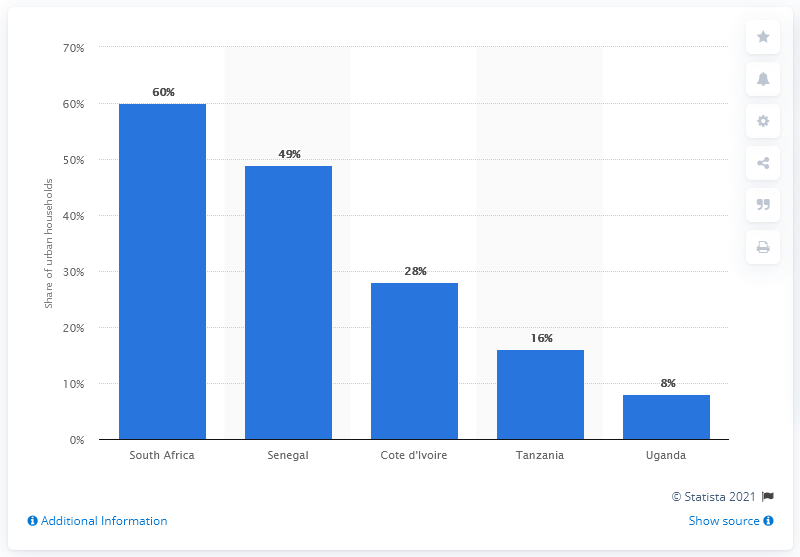 70%
60%
50%
40%
30%
20%
10%
0%
Share of urban households
60%
49%
28%
16%
8%
South Africa
Senegal
Cote d'Ivoire
Tanzania
Uganda
© Statista 2021
Additional Information
Show source